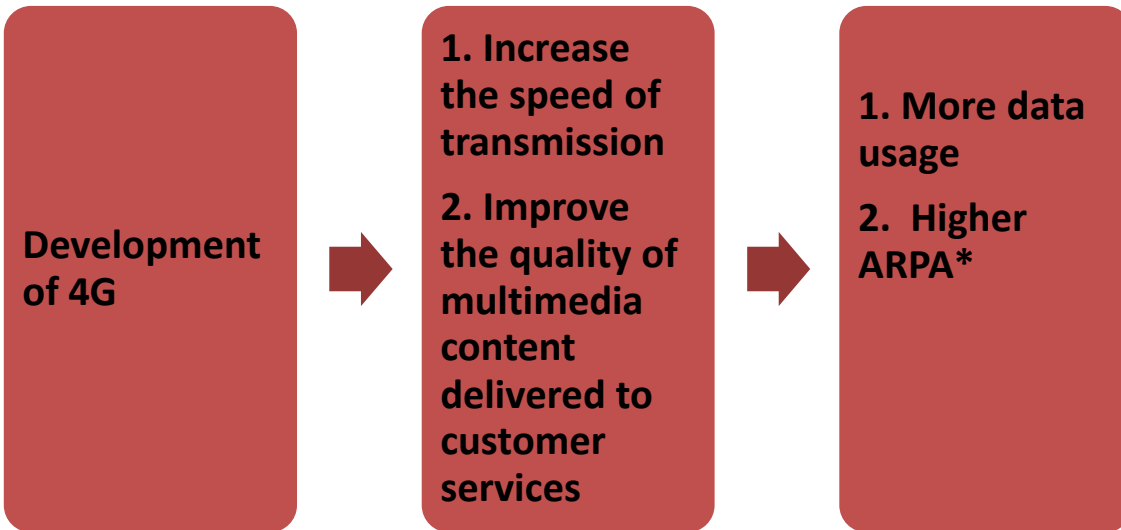 Development
of 4G
1. Increase
the speed of
transmission
2. Improve
the quality of
multimedia
content
delivered to
customer
services
1. More data
usage
2. Higher
ARPA*